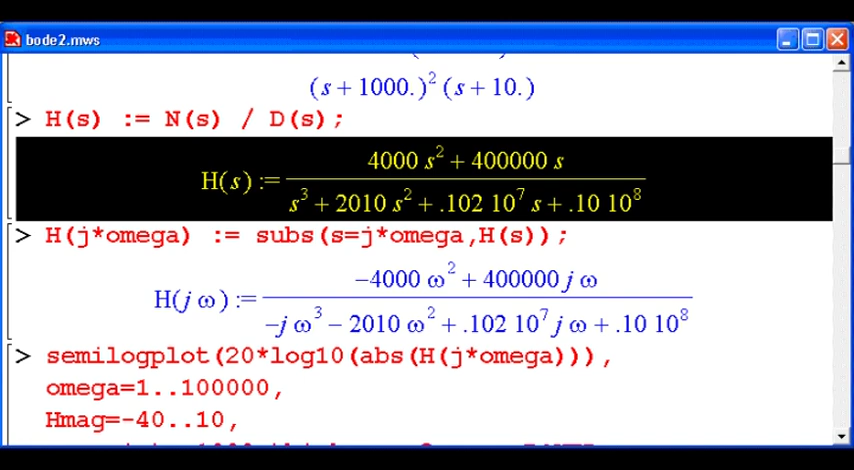 bode2.mws
(s + 1000.)² (s + 10.)
> H(s) := N(s) / D(s);
H(s) := (4000 s² + 400000 s) / (s³ + 2010 s² + .102 10⁷ s + .10 10⁸)
> H(j*omega) := subs(s=j*omega,H(s));
H(j ω) := (−4000 ω² + 400000 j ω) / (−j ω³ − 2010 ω² + .102 10⁷ j ω + .10 10⁸)
> semilogplot(20*log10(abs(H(j*omega))),
omega=1..100000,
Hmag=-40..10,